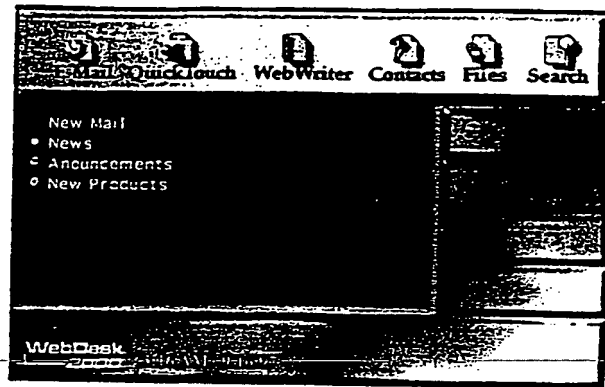 E-Mail QuickTouch WebWriter Contacts Files Search
New Mail
News
Anouncements
New Products
WebDesk
2000